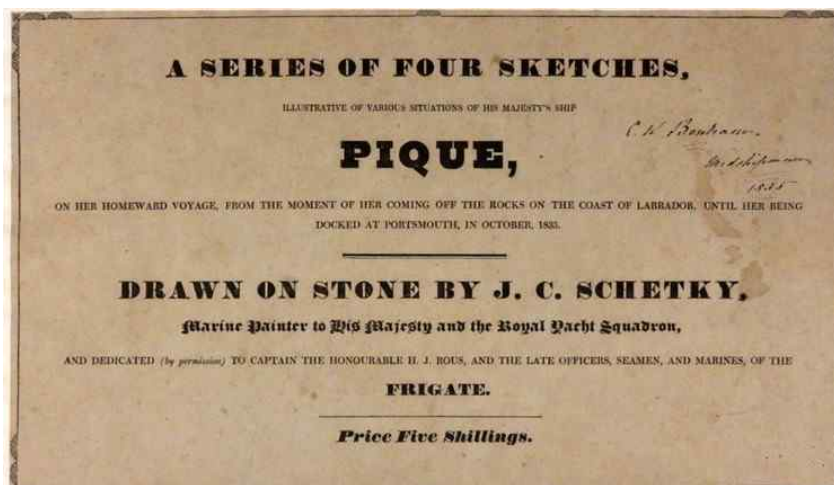 A SERIES OF FOUR SKETCHES,
ILLUSTRATIVE OF VARIOUS SITUATIONS OF HIS MAJESTY'S SHIP
PIQUE,
C W
Midshipman
1835
ON HER HOMEWARD VOYAGE, FROM THE MOMENT OF HER COMING OFF THE ROCKS ON THE COAST OF LABRADOR, UNTIL HER BEING
DOCKED AT PORTSMOUTH, IN OCTOBER, 1835.
DRAWN ON STONE BY J. C. SCHETKY,
Marine Painter to His Majesty and the Royal Yacht Squadron,
AND DEDICATED (by permission) TO CAPTAIN THE HONOURABLE H. J. ROUS, AND THE LATE OFFICERS, SEAMEN, AND MARINES, OF THE
FRIGATE.
Price Five Shillings.